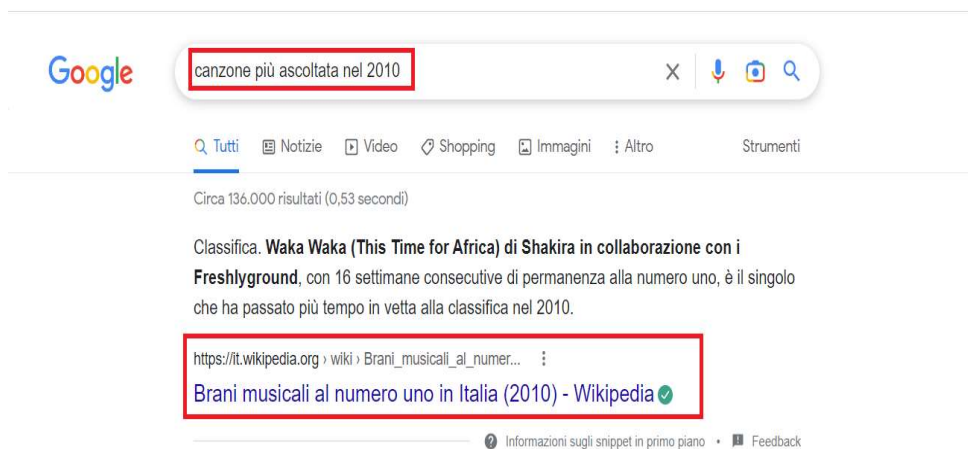 Google
canzone più ascoltata nel 2010
Tutti Notizie Video Shopping Immagini Altro Strumenti
Circa 136.000 risultati (0,53 secondi)
Classifica. Waka Waka (This Time for Africa) di Shakira in collaborazione con i
Freshlyground, con 16 settimane consecutive di permanenza alla numero uno, è il singolo
che ha passato più tempo in vetta alla classifica nel 2010.
https://it.wikipedia.org › wiki › Brani_musicali_al_numer...
Brani musicali al numero uno in Italia (2010) - Wikipedia
Informazioni sugli snippet in primo piano • Feedback